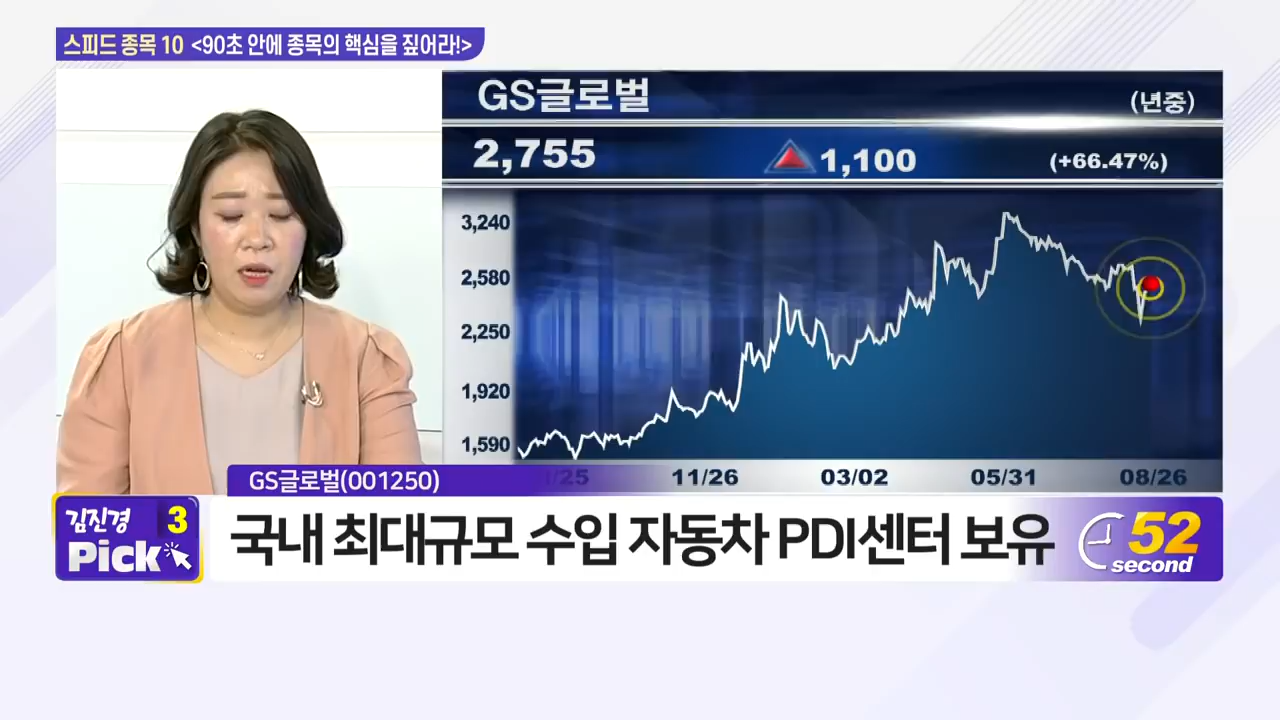 스피드 종목 10 <90초 안에 종목의 핵심을 짚어라!>
GS글로벌
(년중)
2,755
1,100
(+66.47%)
3,240
2,580
2,250
1,920
1,590
/25
11/26
03/02
05/31
08/26
GS글로벌(001250)
김진경 3
Pick
국내 최대규모 수입 자동차 PDI센터 보유
52
second